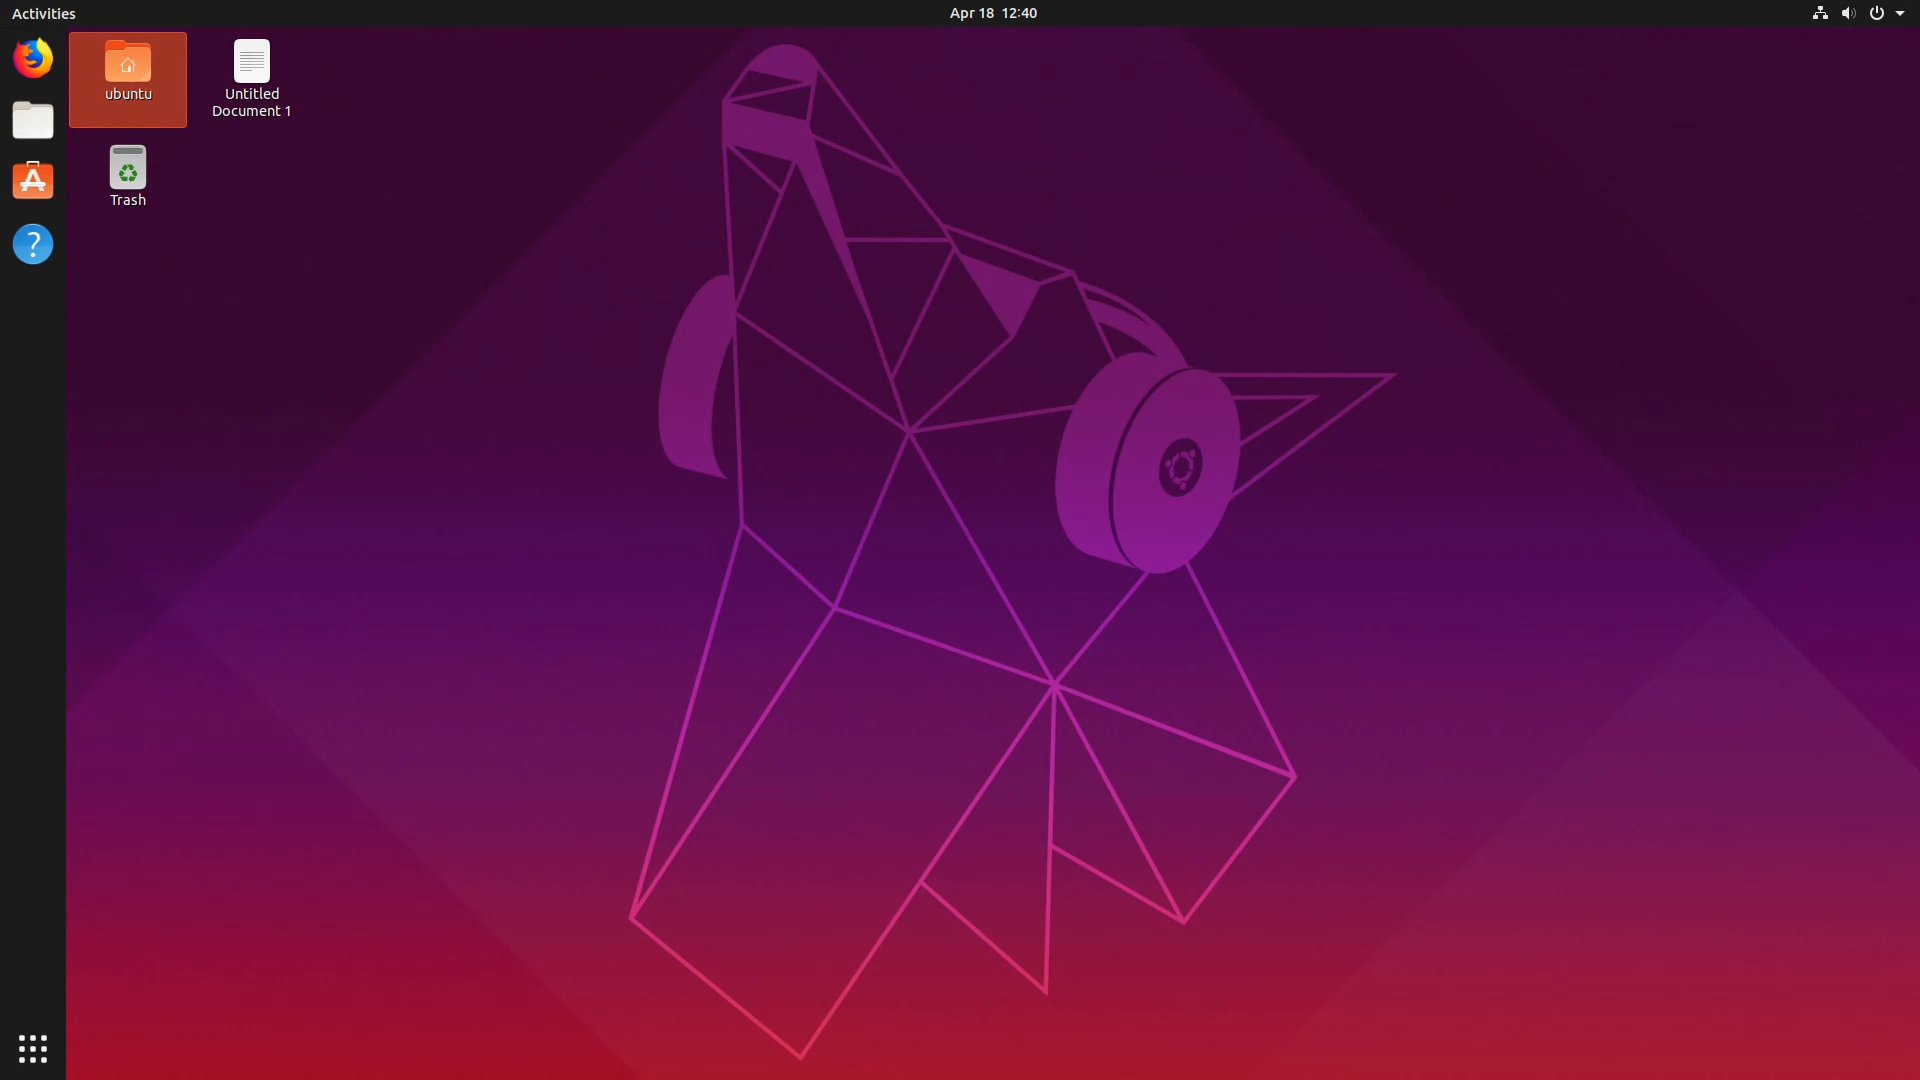 Activities
Apr 18 12:40
ubuntu
Untitled
Document 1
Trash